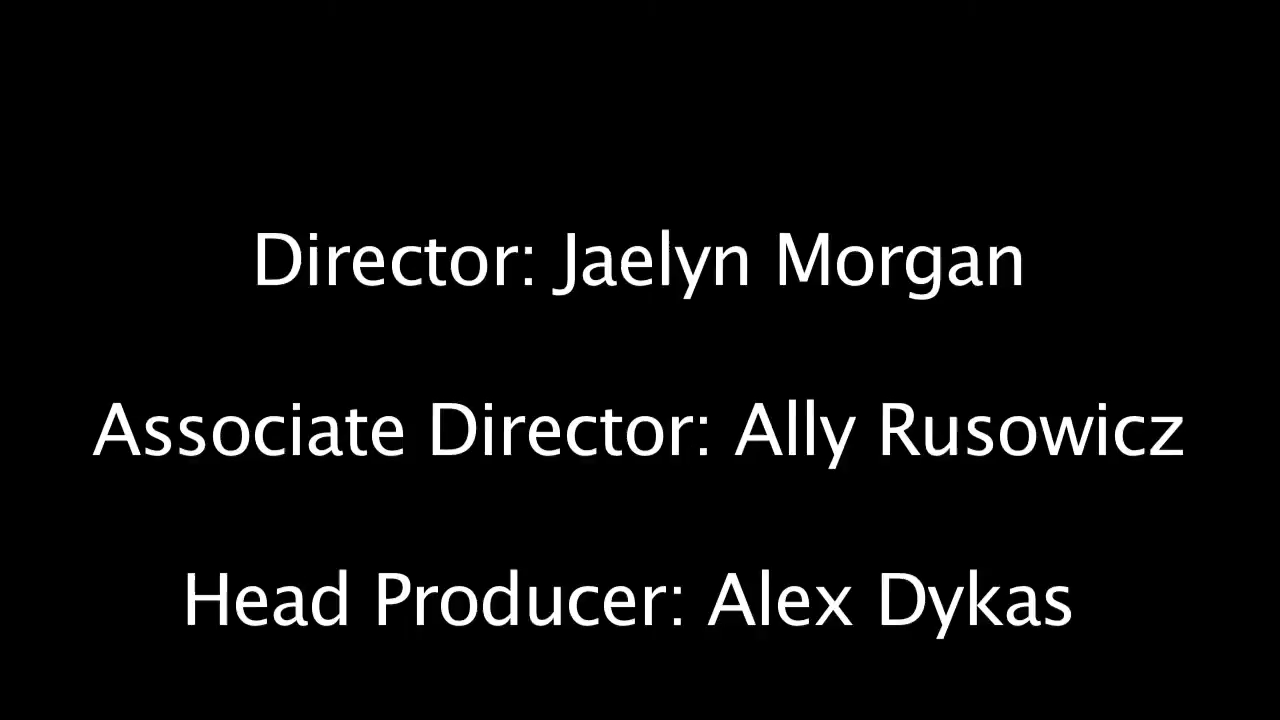 Director: Jaelyn Morgan
Associate Director: Ally Rusowicz
Head Producer: Alex Dykas